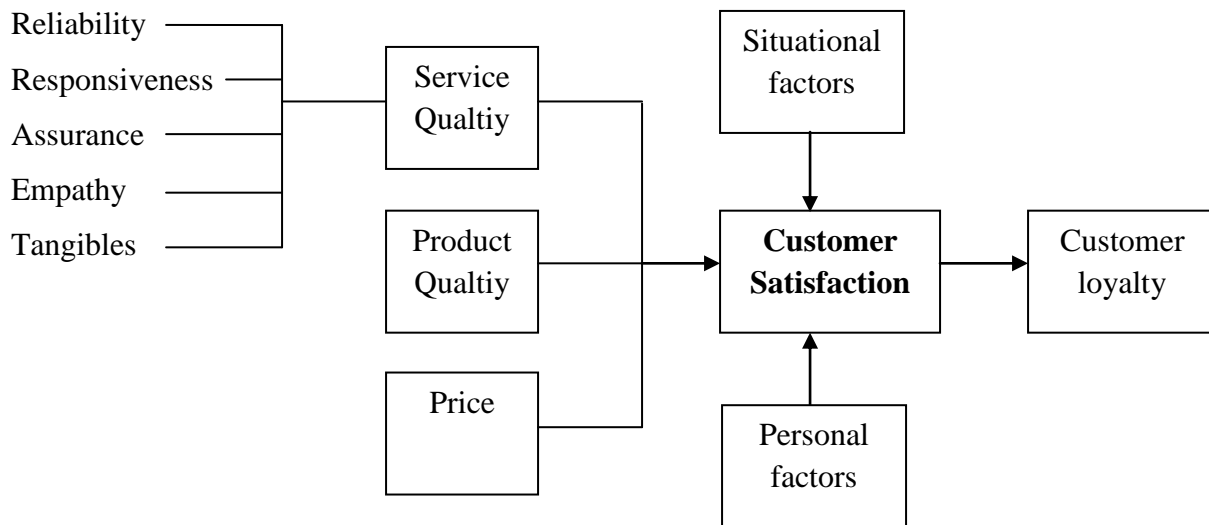 Reliability
Responsiveness
Assurance
Empathy
Tangibles
Service
Qualtiy
Product
Qualtiy
Price
Situational
factors
Customer
Satisfaction
Personal
factors
Customer
loyalty